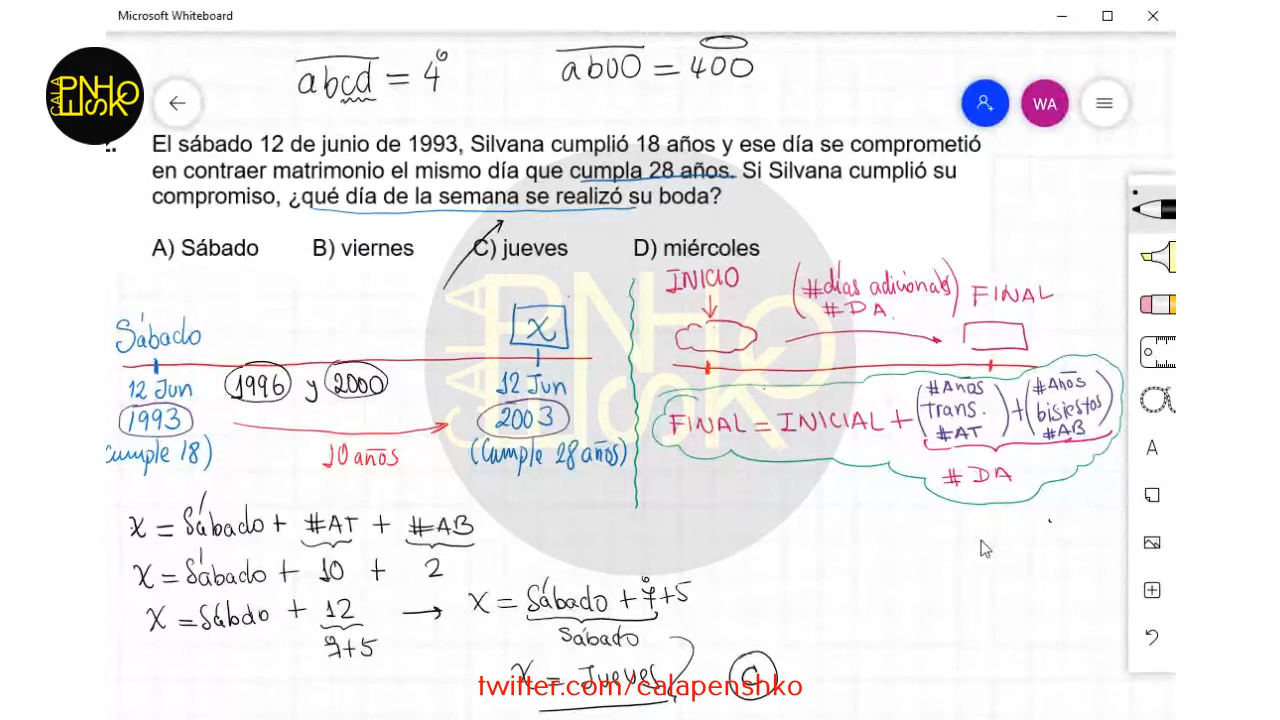 Microsoft Whiteboard
abcd = 4°
ab00 = 400°
CALA
PENSHKO
WA
El sábado 12 de junio de 1993, Silvana cumplió 18 años y ese día se comprometió
en contraer matrimonio el mismo día que cumpla 28 años. Si Silvana cumplió su
compromiso, ¿qué día de la semana se realizó su boda?
A) Sábado B) viernes C) jueves D) miércoles
INICIO
(#días adicionales)
#DA.
FINAL
Sábado
x
12 Jun
1993
1996 y 2000
12 Jun
2003
(cumple 18)
10 años
(Cumple 28 años)
FINAL = INICIAL + (#Años trans. #AT) + (#Años bisiestos #AB)
#DA
x = Sábado + #AT + #AB
x = Sábado + 10 + 2
x = Sábdo + 12
7+5
x = Sábado + 7° + 5
Sábado
x = Jueves
C
twitter.com/calapenshko